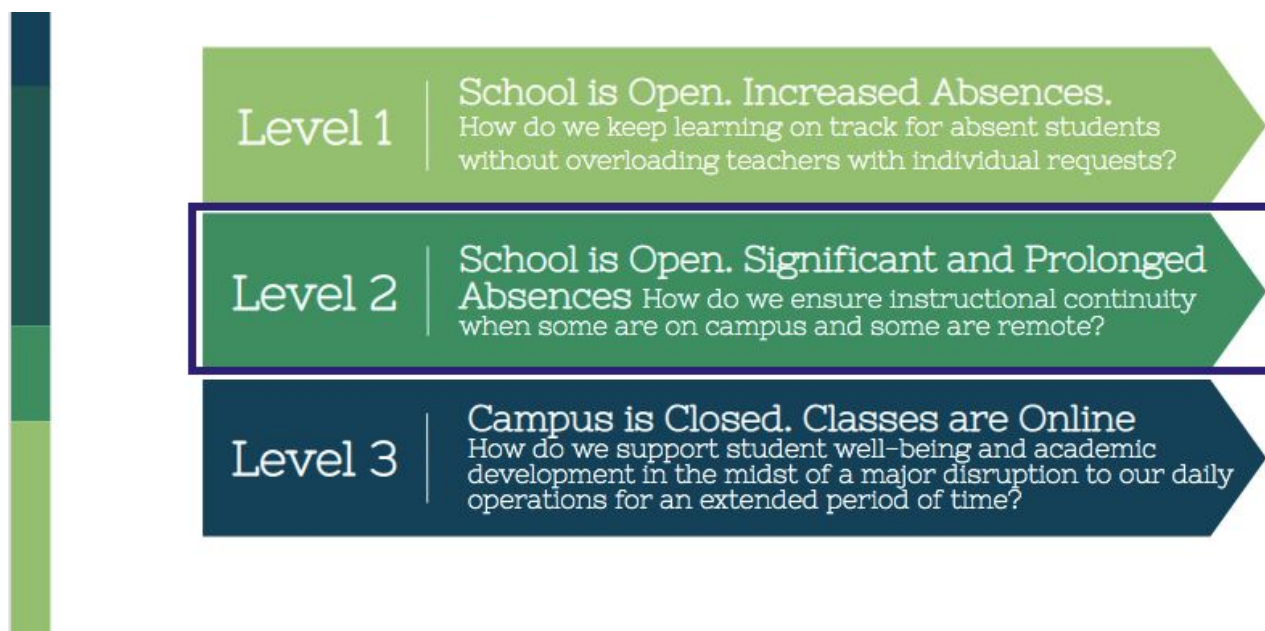 Level 1
School is Open. Increased Absences.
How do we keep learning on track for absent students
without overloading teachers with individual requests?
Level 2
School is Open. Significant and Prolonged
Absences How do we ensure instructional continuity
when some are on campus and some are remote?
Level 3
Campus is Closed. Classes are Online
How do we support student well-being and academic
development in the midst of a major disruption to our daily
operations for an extended period of time?